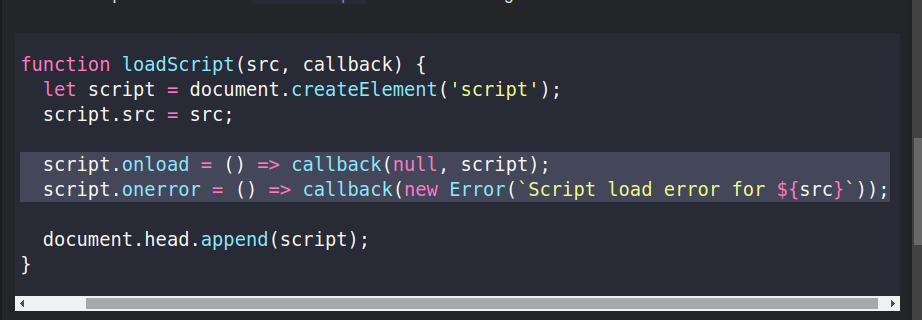 function loadScript(src, callback) {
  let script = document.createElement('script');
  script.src = src;

  script.onload = () => callback(null, script);
  script.onerror = () => callback(new Error(`Script load error for ${src}`));

  document.head.append(script);
}